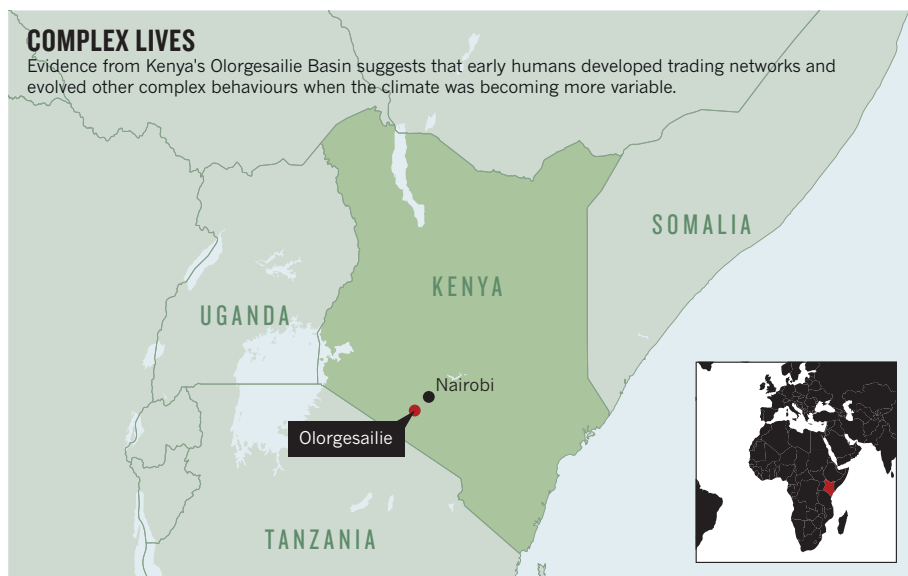 COMPLEX LIVES
Evidence from Kenya's Olorgesailie Basin suggests that early humans developed trading networks and
evolved other complex behaviours when the climate was becoming more variable.
SOMALIA
KENYA
UGANDA
Nairobi
Olorgesailie
TANZANIA